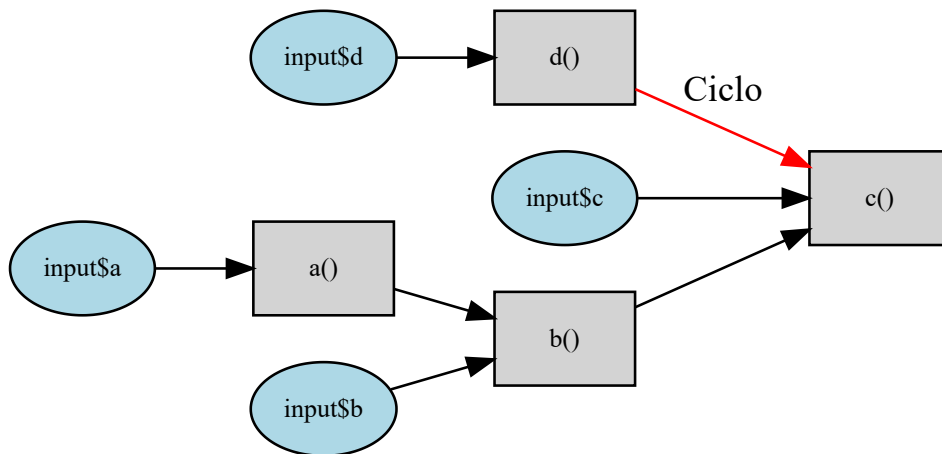 input$d
d()
Ciclo
input$c
c()
input$a
a()
b()
input$b